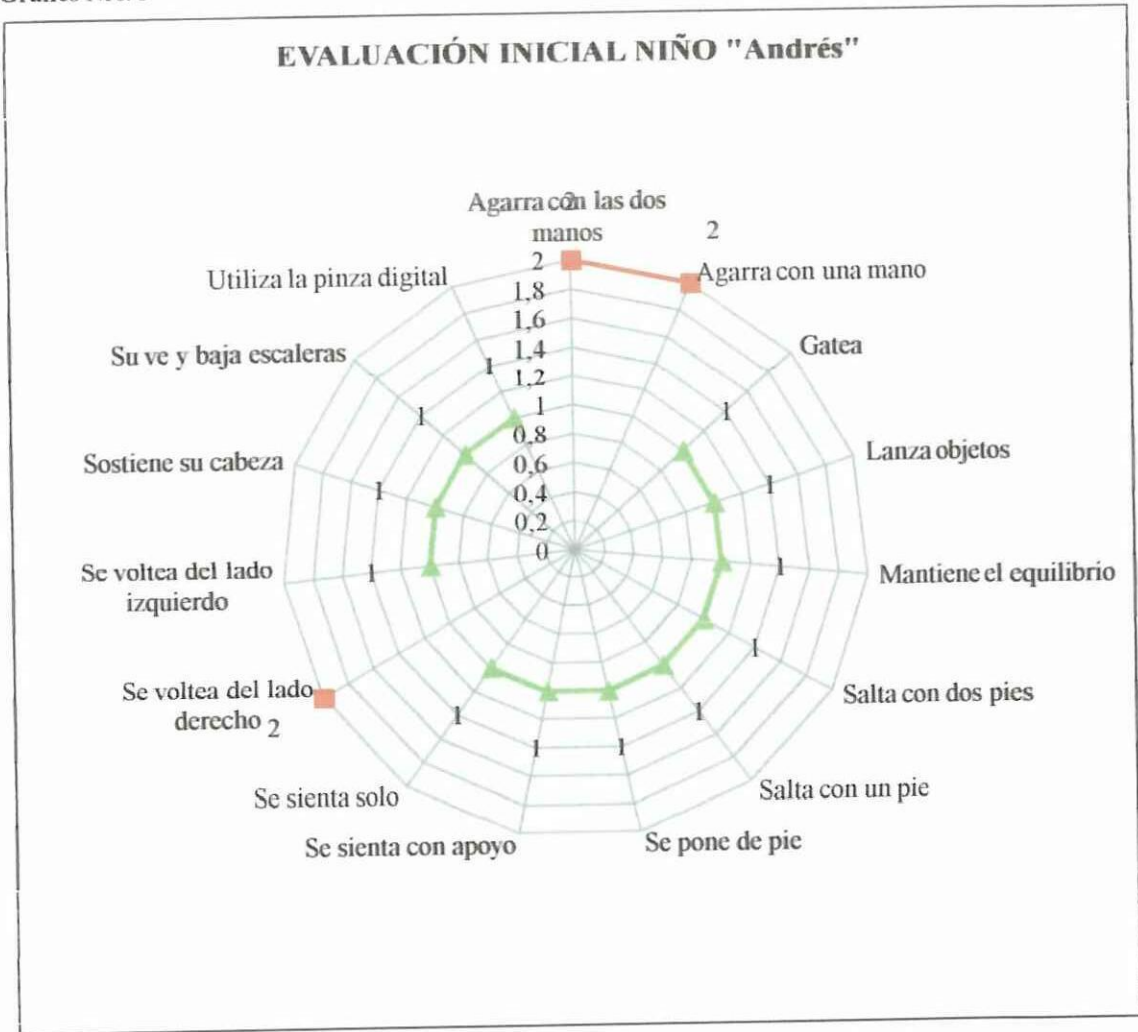 EVALUACIÓN INICIAL NIÑO "Andrés"
Agarra con las dos
manos
2
2
Agarra con una mano
Utiliza la pinza digital
Gatea
Su ve y baja escaleras
Lanza objetos
Sostiene su cabeza
Mantiene el equilibrio
Se voltea del lado
izquierdo
Salta con dos pies
Se voltea del lado
derecho
2
Salta con un pie
Se sienta solo
Se pone de pie
Se sienta con apoyo
2
1,8
1,6
1,4
1,2
1
0,8
0,6
0,4
0,2
0
1
1
1
1
1
1
1
1
1
1
1
1